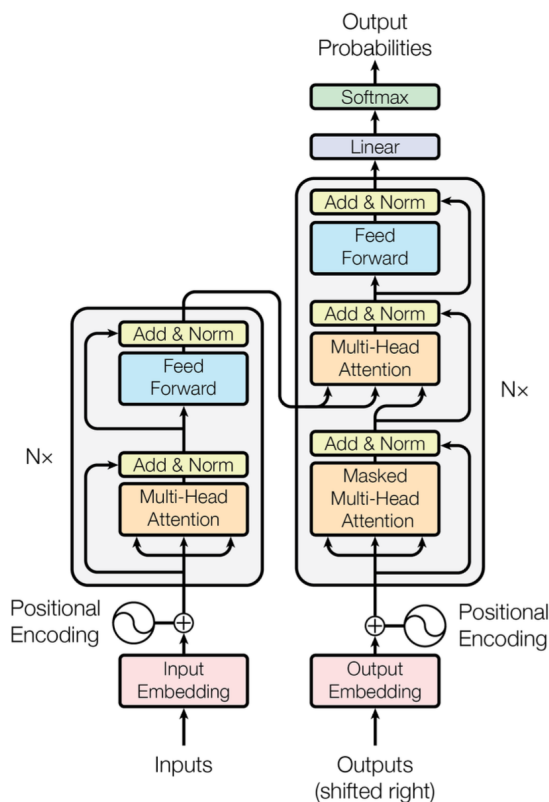 Output
Probabilities
Softmax
Linear
Add & Norm
Feed
Forward
Add & Norm
Multi-Head
Attention
Add & Norm
Masked
Multi-Head
Attention
N×
Add & Norm
Feed
Forward
Add & Norm
Multi-Head
Attention
N×
Positional
Encoding
Positional
Encoding
Input
Embedding
Output
Embedding
Inputs
Outputs
(shifted right)